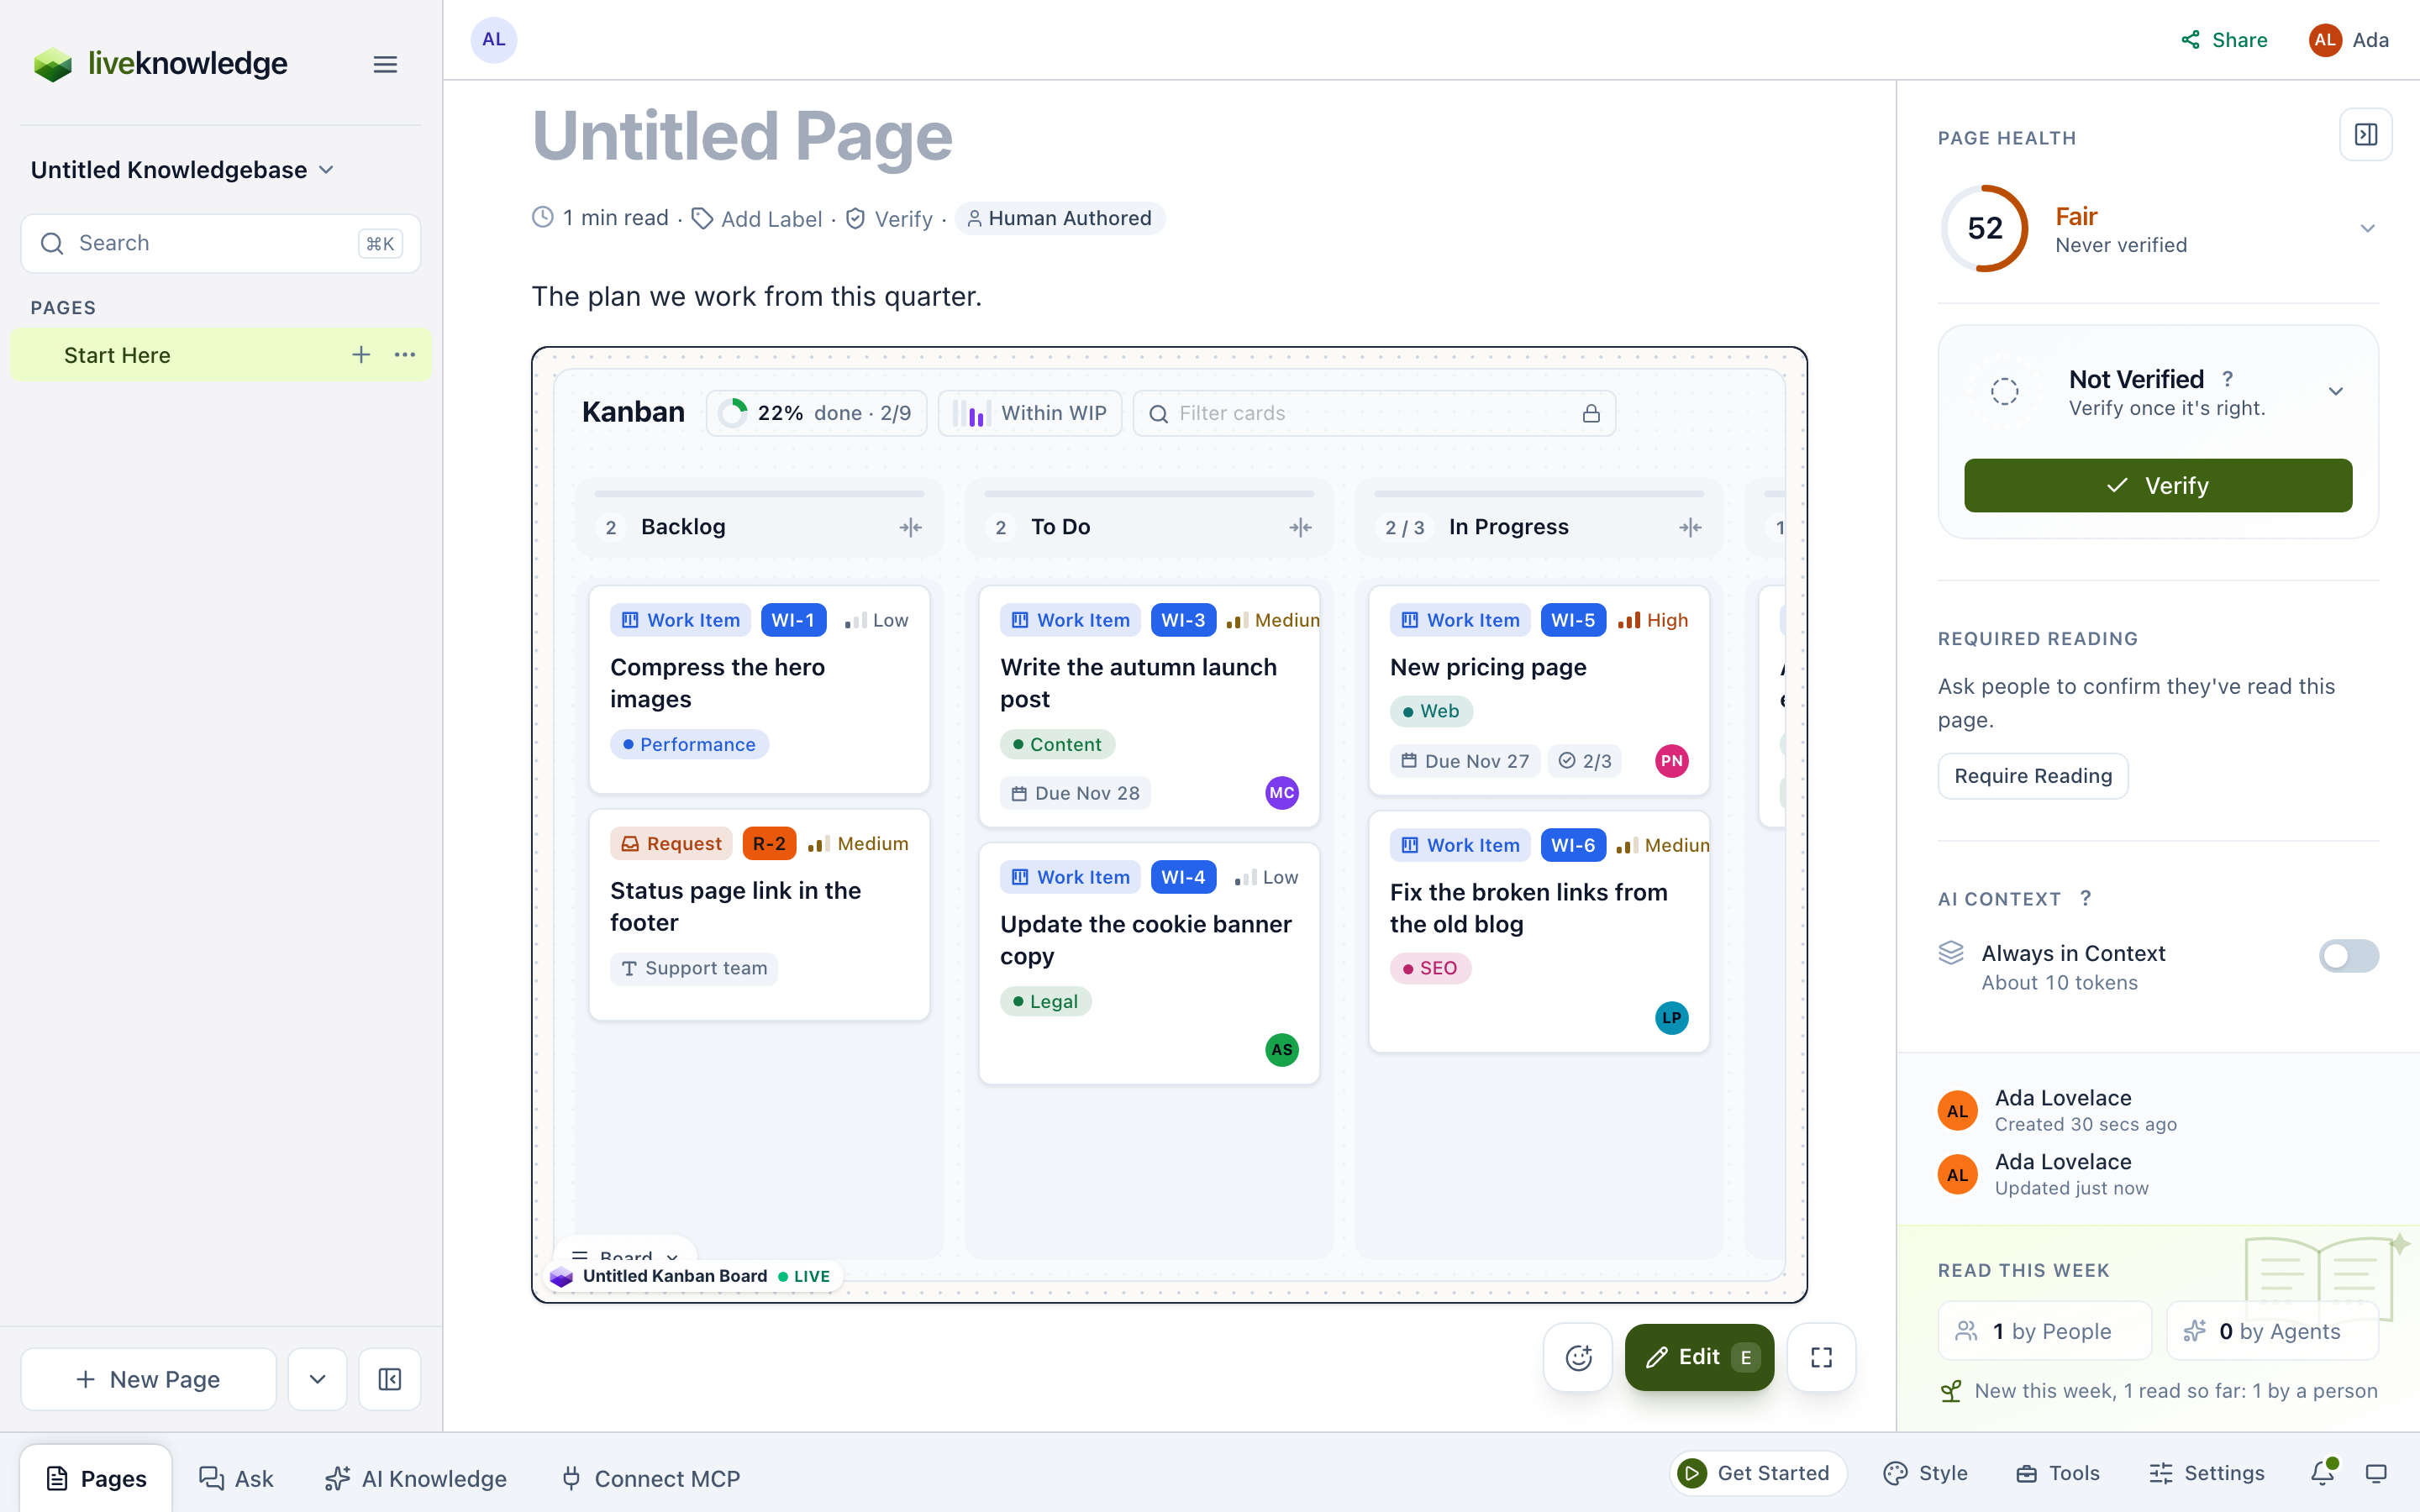 liveknowledge
Untitled Knowledgebase
Search
⌘K
PAGES
Start Here
New Page
AL
Share
AL
Ada
Untitled Page
1 min read · Add Label · Verify · Human Authored
The plan we work from this quarter.
Kanban
22% done · 2/9
Within WIP
Filter cards
2 Backlog
Work Item WI-1 Low
Compress the hero
images
Performance
Request R-2 Medium
Status page link in the
footer
Support team
2 To Do
Work Item WI-3 Medium
Write the autumn launch
post
Content
Due Nov 28
MC
Work Item WI-4 Low
Update the cookie banner
copy
Legal
AS
2 / 3 In Progress
Work Item WI-5 High
New pricing page
Web
Due Nov 27 2/3 PN
Work Item WI-6 Medium
Fix the broken links from
the old blog
SEO
LP
1
Board
Untitled Kanban Board LIVE
Edit E
PAGE HEALTH
52
Fair
Never verified
Not Verified ?
Verify once it's right.
Verify
REQUIRED READING
Ask people to confirm they've read this
page.
Require Reading
AI CONTEXT ?
Always in Context
About 10 tokens
AL
Ada Lovelace
Created 30 secs ago
AL
Ada Lovelace
Updated just now
READ THIS WEEK
1 by People
0 by Agents
New this week, 1 read so far: 1 by a person
Pages
Ask
AI Knowledge
Connect MCP
Get Started
Style
Tools
Settings